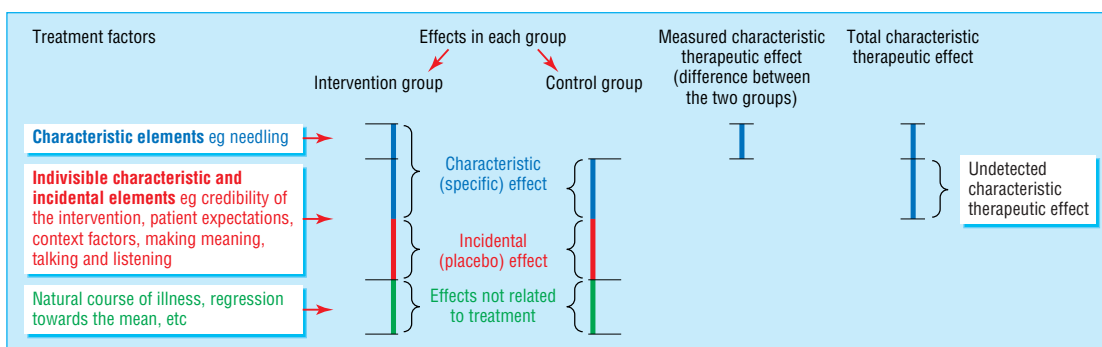 Treatment factors
Effects in each group
Intervention group
Control group
Measured characteristic
therapeutic effect
(difference between
the two groups)
Total characteristic
therapeutic effect
Characteristic elements eg needling
Indivisible characteristic and
incidental elements eg credibility of
the intervention, patient expectations,
context factors, making meaning,
talking and listening
Natural course of illness, regression
towards the mean, etc
Characteristic
(specific) effect
Incidental
(placebo) effect
Effects not related
to treatment
Undetected
characteristic
therapeutic effect